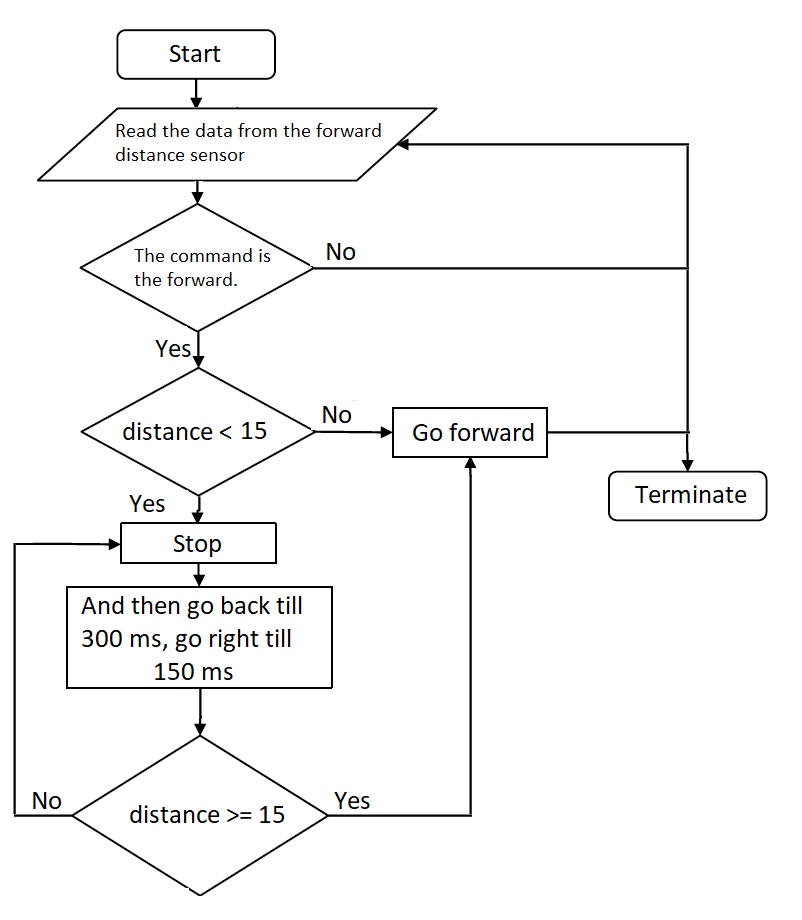 Start
Read the data from the forward
distance sensor
The command is
the forward.
No
Yes
distance < 15
No
Go forward
Terminate
Yes
Stop
And then go back till
300 ms, go right till
150 ms
distance >= 15
No
Yes